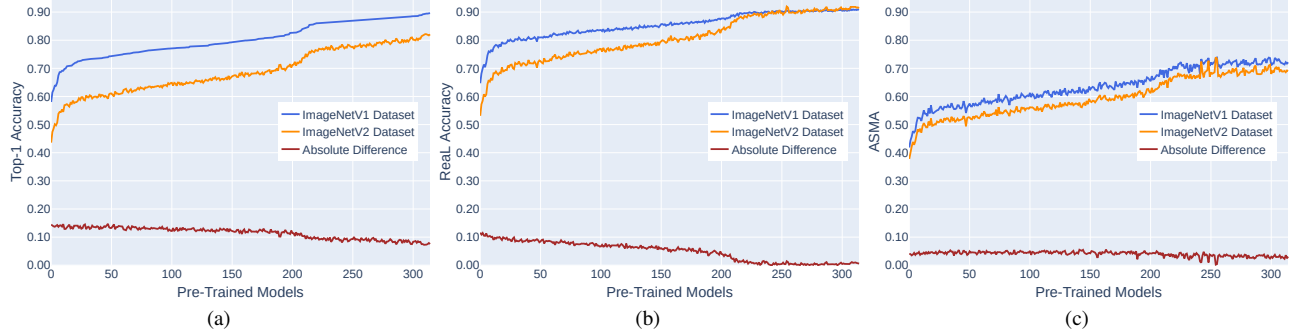 Top-1 Accuracy
0.90
0.80
0.70
0.60
0.50
0.40
0.30
0.20
0.10
0.00
0 50 100 150 200 250 300
Pre-Trained Models
ImageNetV1 Dataset
ImageNetV2 Dataset
Absolute Difference
(a)
ReaL Accuracy
0.90
0.80
0.70
0.60
0.50
0.40
0.30
0.20
0.10
0.00
0 50 100 150 200 250 300
Pre-Trained Models
ImageNetV1 Dataset
ImageNetV2 Dataset
Absolute Difference
(b)
ASMA
0.90
0.80
0.70
0.60
0.50
0.40
0.30
0.20
0.10
0.00
0 50 100 150 200 250 300
Pre-Trained Models
ImageNetV1 Dataset
ImageNetV2 Dataset
Absolute Difference
(c)